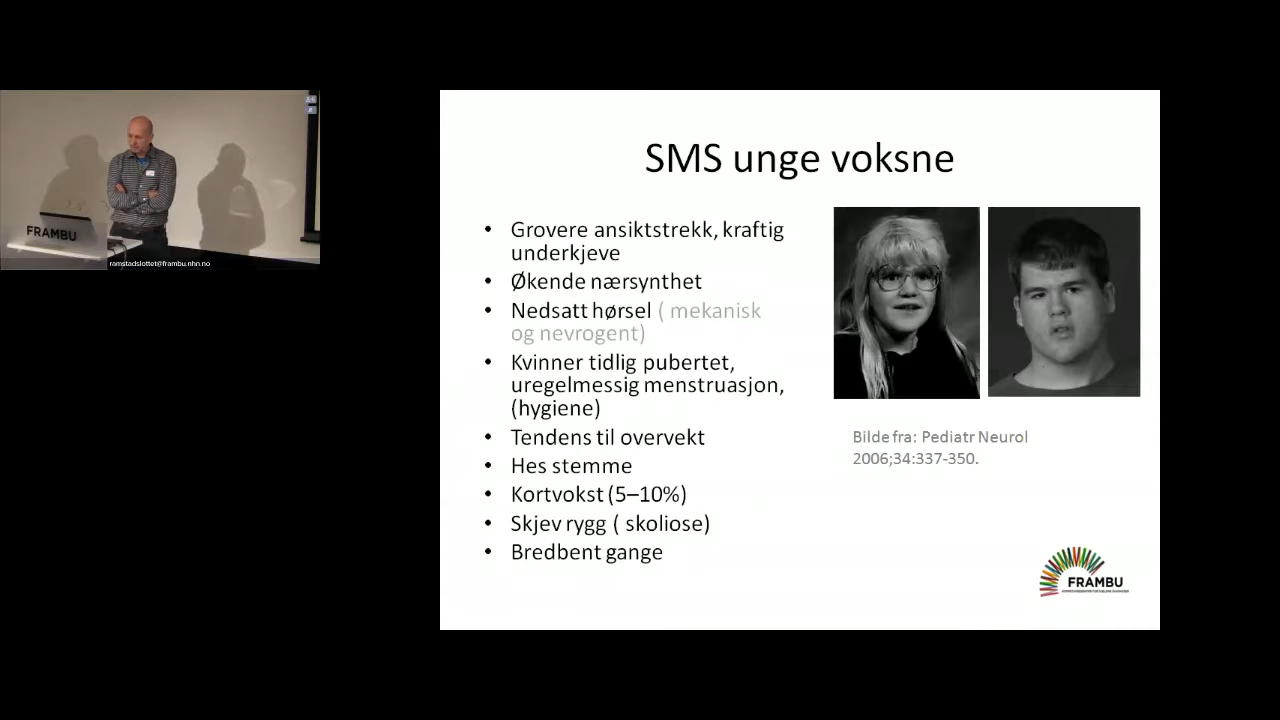 FRAMBU
ramstadslottet@frambu.nhn.no
SMS unge voksne
• Grovere ansiktstrekk, kraftig
underkjeve
• Økende nærsynthet
• Nedsatt hørsel ( mekanisk
og nevrogent)
• Kvinner tidlig pubertet,
uregelmessig menstruasjon,
(hygiene)
• Tendens til overvekt
• Hes stemme
• Kortvokst (5–10%)
• Skjev rygg ( skoliose)
• Bredbent gange
Bilde fra: Pediatr Neurol
2006;34:337-350.
FRAMBU